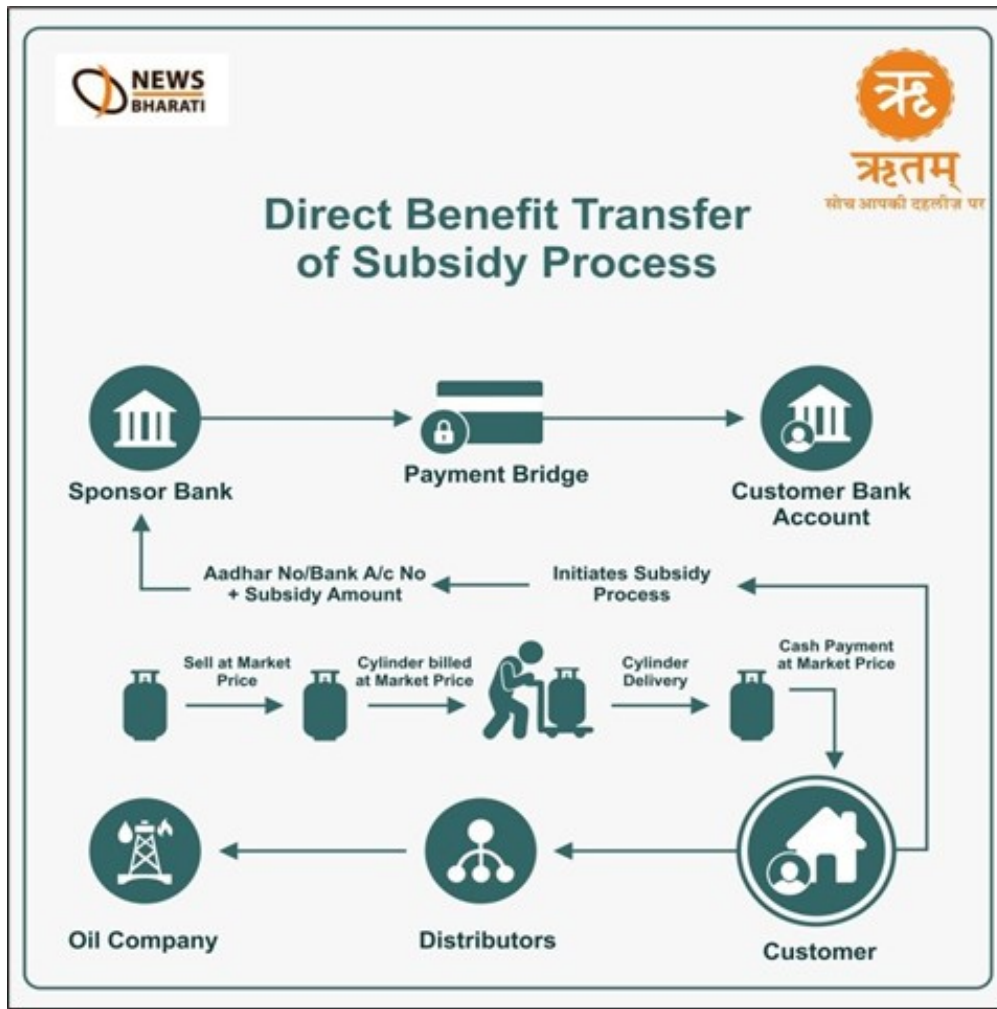 NEWS
BHARATI
ऋ
ऋतम्
सोच आपकी दहलीज़ पर
Direct Benefit Transfer
of Subsidy Process
Sponsor Bank
Payment Bridge
Customer Bank
Account
Aadhar No/Bank A/c No
+ Subsidy Amount
Initiates Subsidy
Process
Sell at Market
Price
Cylinder billed
at Market Price
Cylinder
Delivery
Cash Payment
at Market Price
Oil Company
Distributors
Customer